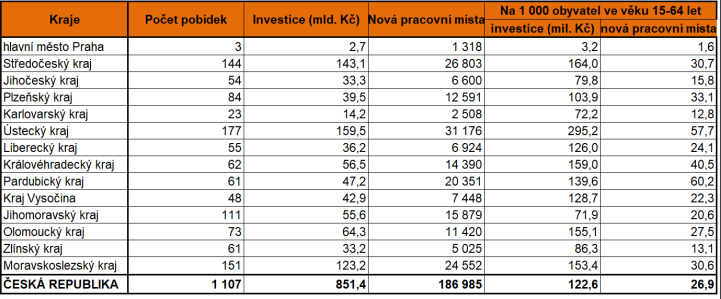 Kraje Počet pobídek Investice (mld. Kč) Nová pracovní místa Na 1 000 obyvatel ve věku 15-64 let
investice (mil. Kč) nová pracovní místa
hlavní město Praha 3 2,7 1 318 3,2 1,6
Středočeský kraj 144 143,1 26 803 164,0 30,7
Jihočeský kraj 54 33,3 6 600 79,8 15,8
Plzeňský kraj 84 39,5 12 591 103,9 33,1
Karlovarský kraj 23 14,2 2 508 72,2 12,8
Ústecký kraj 177 159,5 31 176 295,2 57,7
Liberecký kraj 55 36,2 6 924 126,0 24,1
Královéhradecký kraj 62 56,5 14 390 159,0 40,5
Pardubický kraj 61 47,2 20 351 139,6 60,2
Kraj Vysočina 48 42,9 7 448 128,7 22,3
Jihomoravský kraj 111 55,6 15 879 71,9 20,6
Olomoucký kraj 73 64,3 11 420 155,1 27,5
Zlínský kraj 61 33,2 5 025 86,3 13,1
Moravskoslezský kraj 151 123,2 24 552 153,4 30,6
ČESKÁ REPUBLIKA 1 107 851,4 186 985 122,6 26,9